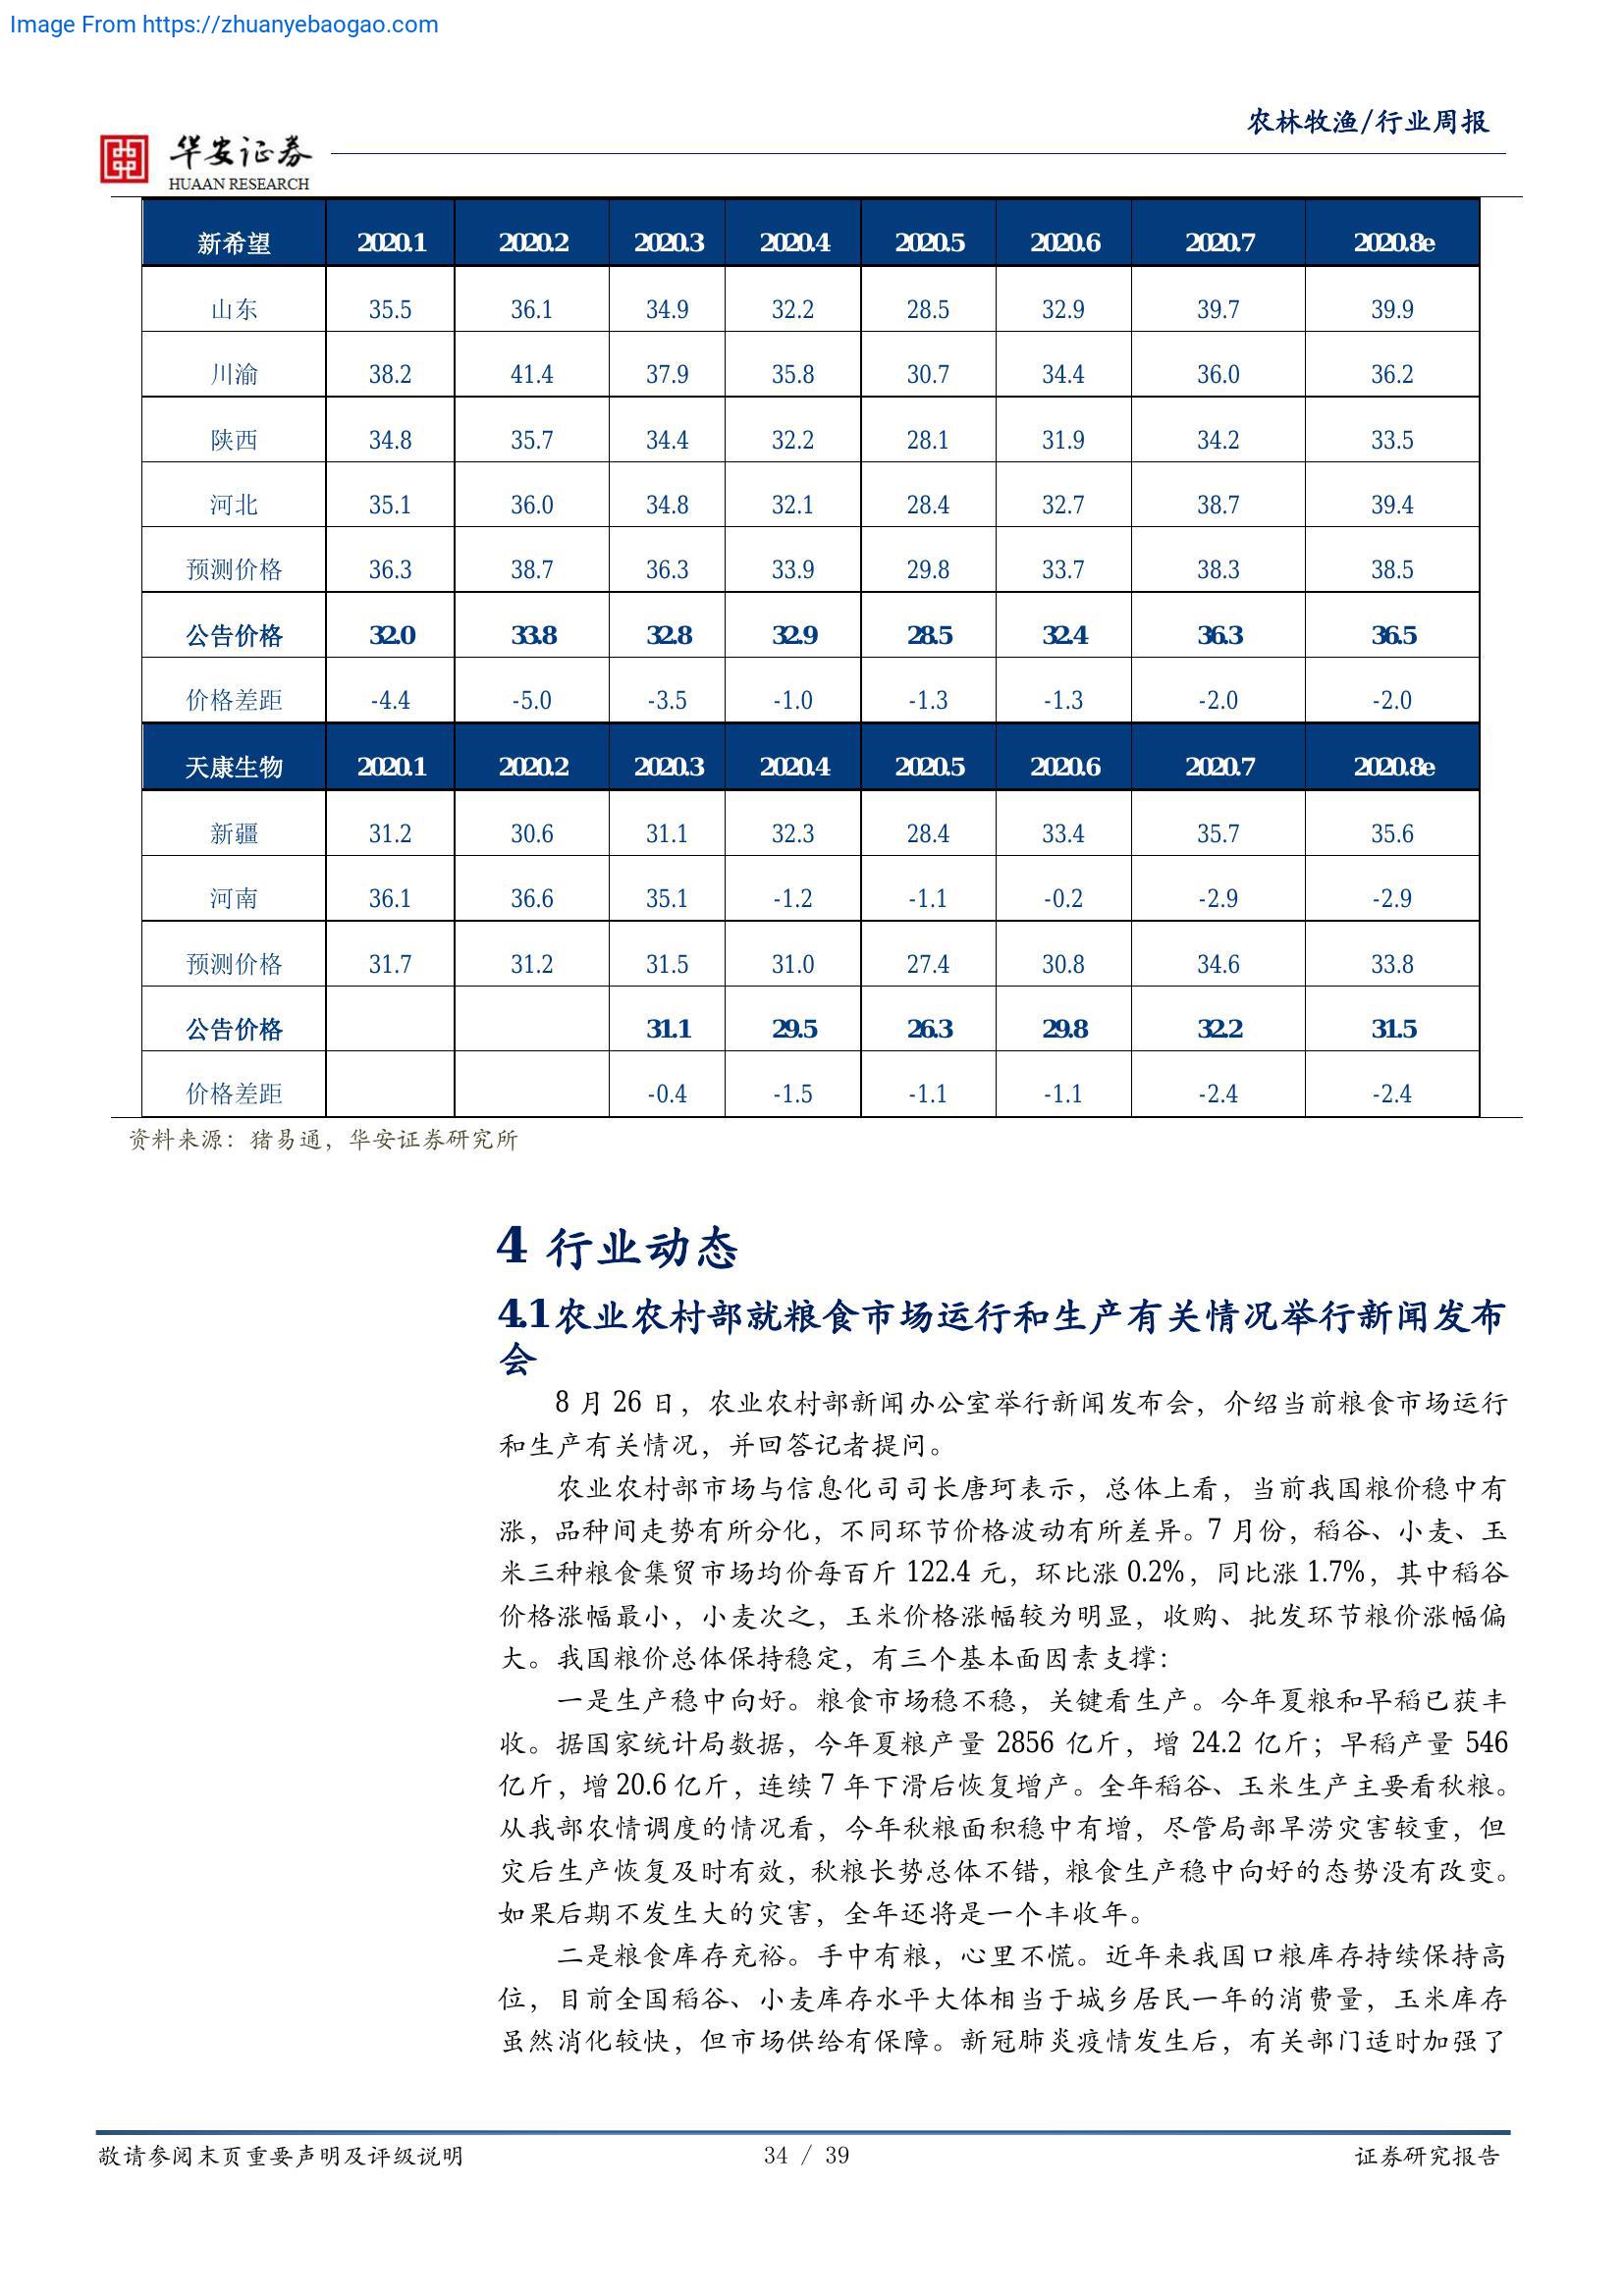 Image From https://zhuanyebaogao.com
农林牧渔/行业周报
华安证券
HUAAN RESEARCH
新希望 2020.1 2020.2 2020.3 2020.4 2020.5 2020.6 2020.7 2020.8e
山东 35.5 36.1 34.9 32.2 28.5 32.9 39.7 39.9
川渝 38.2 41.4 37.9 35.8 30.7 34.4 36.0 36.2
陕西 34.8 35.7 34.4 32.2 28.1 31.9 34.2 33.5
河北 35.1 36.0 34.8 32.1 28.4 32.7 38.7 39.4
预测价格 36.3 38.7 36.3 33.9 29.8 33.7 38.3 38.5
公告价格 32.0 33.8 32.8 32.9 28.5 32.4 36.3 36.5
价格差距 -4.4 -5.0 -3.5 -1.0 -1.3 -1.3 -2.0 -2.0
天康生物 2020.1 2020.2 2020.3 2020.4 2020.5 2020.6 2020.7 2020.8e
新疆 31.2 30.6 31.1 32.3 28.4 33.4 35.7 35.6
河南 36.1 36.6 35.1 -1.2 -1.1 -0.2 -2.9 -2.9
预测价格 31.7 31.2 31.5 31.0 27.4 30.8 34.6 33.8
公告价格 31.1 29.5 26.3 29.8 32.2 31.5
价格差距 -0.4 -1.5 -1.1 -1.1 -2.4 -2.4
资料来源：猪易通，华安证券研究所
4 行业动态
4.1农业农村部就粮食市场运行和生产有关情况举行新闻发布
会
8 月 26 日，农业农村部新闻办公室举行新闻发布会，介绍当前粮食市场运行
和生产有关情况，并回答记者提问。
农业农村部市场与信息化司司长唐珂表示，总体上看，当前我国粮价稳中有
涨，品种间走势有所分化，不同环节价格波动有所差异。7 月份，稻谷、小麦、玉
米三种粮食集贸市场均价每百斤 122.4 元，环比涨 0.2%，同比涨 1.7%，其中稻谷
价格涨幅最小，小麦次之，玉米价格涨幅较为明显，收购、批发环节粮价涨幅偏
大。我国粮价总体保持稳定，有三个基本面因素支撑：
一是生产稳中向好。粮食市场稳不稳，关键看生产。今年夏粮和早稻已获丰
收。据国家统计局数据，今年夏粮产量 2856 亿斤，增 24.2 亿斤；早稻产量 546
亿斤，增 20.6 亿斤，连续 7 年下滑后恢复增产。全年稻谷、玉米生产主要看秋粮。
从我部农情调度的情况看，今年秋粮面积稳中有增，尽管局部旱涝灾害较重，但
灾后生产恢复及时有效，秋粮长势总体不错，粮食生产稳中向好的态势没有改变。
如果后期不发生大的灾害，全年还将是一个丰收年。
二是粮食库存充裕。手中有粮，心里不慌。近年来我国口粮库存持续保持高
位，目前全国稻谷、小麦库存水平大体相当于城乡居民一年的消费量，玉米库存
虽然消化较快，但市场供给有保障。新冠肺炎疫情发生后，有关部门适时加强了
敬请参阅末页重要声明及评级说明 34 / 39 证券研究报告